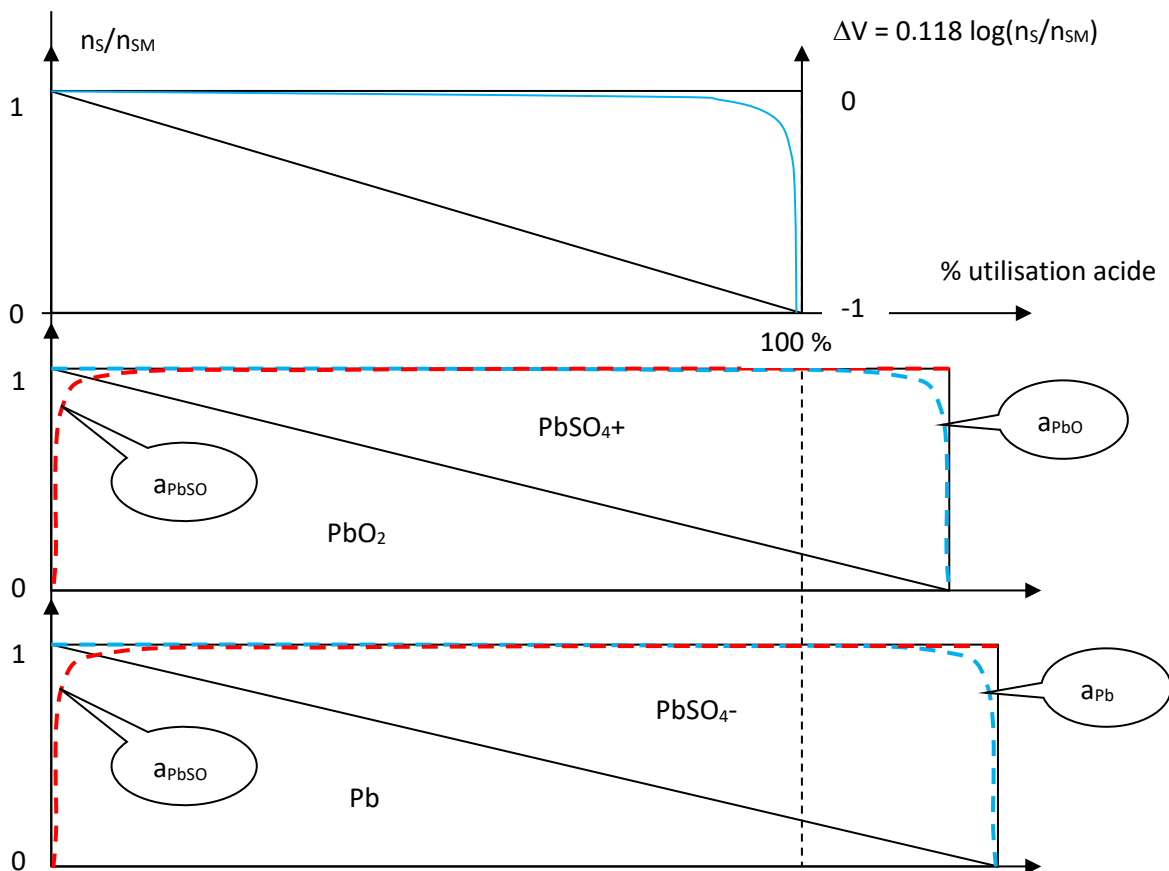 n_S/n_SM
ΔV = 0.118 log(n_S/n_SM)
1
0
% utilisation acide
0
-1
100 %
1
PbSO₄+
a_PbO
a_PbSO
PbO₂
0
1
PbSO₄-
a_Pb
a_PbSO
Pb
0